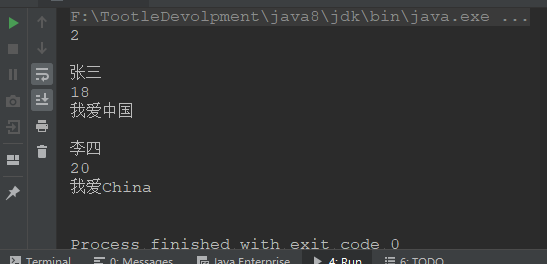 F:\TootleDevolpment\java8\jdk\bin\java.exe ...
2
张三
18
我爱中国
李四
20
我爱China
Process finished with exit code 0
Terminal 0: Messages Java Enterprise 4: Run 6: TODO